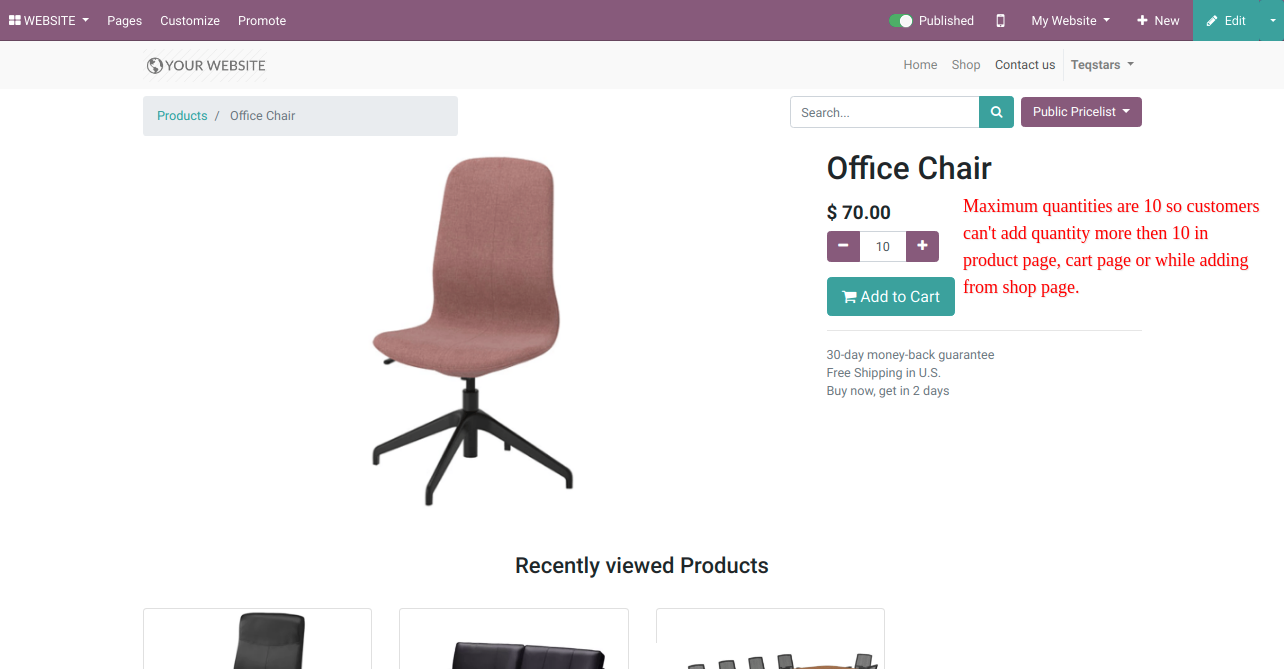 WEBSITE Pages Customize Promote Published My Website New Edit
YOUR WEBSITE Home Shop Contact us Teqstars
Products / Office Chair Search... Public Pricelist
Office Chair
$ 70.00
10
Add to Cart
Maximum quantities are 10 so customers
can't add quantity more then 10 in
product page, cart page or while adding
from shop page.
30-day money-back guarantee
Free Shipping in U.S.
Buy now, get in 2 days
Recently viewed Products